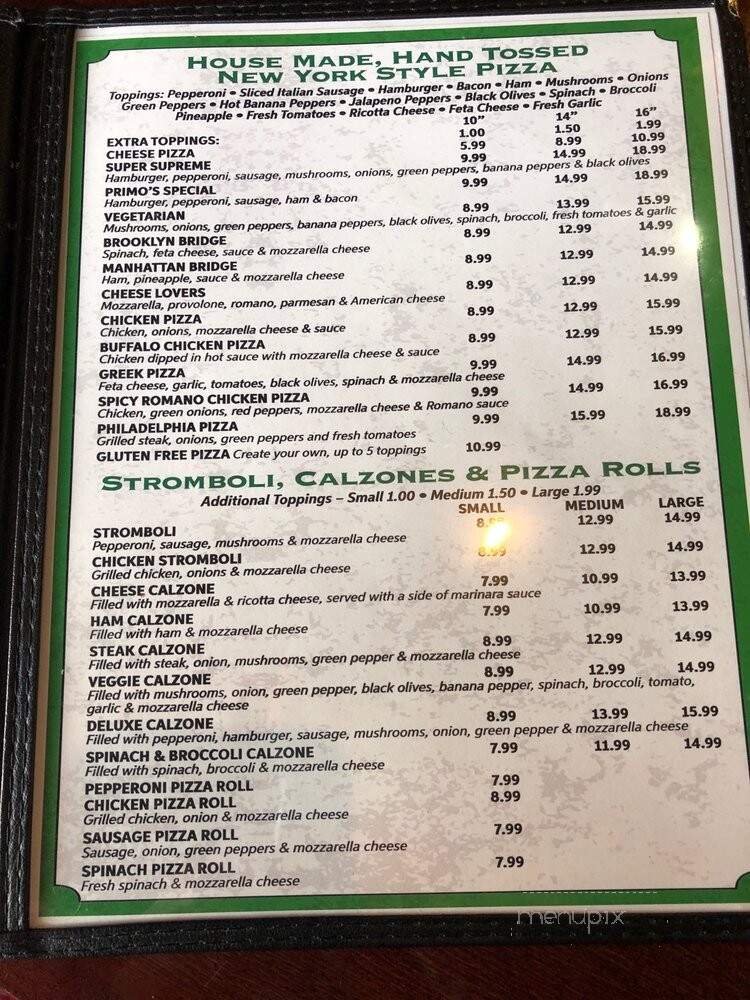 HOUSE MADE, HAND TOSSED
NEW YORK STYLE PIZZA
Toppings: Pepperoni • Sliced Italian Sausage • Hamburger • Bacon • Ham • Mushrooms • Onions
Green Peppers • Hot Banana Peppers • Jalapeno Peppers • Black Olives • Spinach • Broccoli
Pineapple • Fresh Tomatoes • Ricotta Cheese • Feta Cheese • Fresh Garlic
10" 14" 16"
EXTRA TOPPINGS: 1.00 1.50 1.99
CHEESE PIZZA 5.99 8.99 10.99
SUPER SUPREME 9.99 14.99 18.99
Hamburger, pepperoni, sausage, mushrooms, onions, green peppers, banana peppers & black olives
PRIMO'S SPECIAL 9.99 14.99 18.99
Hamburger, pepperoni, sausage, ham & bacon
VEGETARIAN 8.99 13.99 15.99
Mushrooms, onions, green peppers, banana peppers, black olives, spinach, broccoli, fresh tomatoes & garlic
BROOKLYN BRIDGE 8.99 12.99 14.99
Spinach, feta cheese, sauce & mozzarella cheese
MANHATTAN BRIDGE 8.99 12.99 14.99
Ham, pineapple, sauce & mozzarella cheese
CHEESE LOVERS 8.99 12.99 14.99
Mozzarella, provolone, romano, parmesan & American cheese
CHICKEN PIZZA 8.99 12.99 15.99
Chicken, onions, mozzarella cheese & sauce
BUFFALO CHICKEN PIZZA 8.99 12.99 15.99
Chicken dipped in hot sauce with mozzarella cheese & sauce
GREEK PIZZA 9.99 14.99 16.99
Feta cheese, garlic, tomatoes, black olives, spinach & mozzarella cheese
SPICY ROMANO CHICKEN PIZZA 9.99 14.99 16.99
Chicken, green onions, red peppers, mozzarella cheese & Romano sauce
PHILADELPHIA PIZZA 9.99 15.99 18.99
Grilled steak, onions, green peppers and fresh tomatoes
GLUTEN FREE PIZZA Create your own, up to 5 toppings 10.99
STROMBOLI, CALZONES & PIZZA ROLLS
Additional Toppings – Small 1.00 • Medium 1.50 • Large 1.99
SMALL MEDIUM LARGE
STROMBOLI 12.99 14.99
Pepperoni, sausage, mushrooms & mozzarella cheese
CHICKEN STROMBOLI 8.99 12.99 14.99
Grilled chicken, onions & mozzarella cheese
CHEESE CALZONE 7.99 10.99 13.99
Filled with mozzarella & ricotta cheese, served with a side of marinara sauce
HAM CALZONE 7.99 10.99 13.99
Filled with ham & mozzarella cheese
STEAK CALZONE 8.99 12.99 14.99
Filled with steak, onion, mushrooms, green pepper & mozzarella cheese
VEGGIE CALZONE 8.99 12.99 14.99
Filled with mushrooms, onion, green pepper, black olives, banana pepper, spinach, broccoli, tomato,
garlic & mozzarella cheese
DELUXE CALZONE 8.99 13.99 15.99
Filled with pepperoni, hamburger, sausage, mushrooms, onion, green pepper & mozzarella cheese
SPINACH & BROCCOLI CALZONE 7.99 11.99 14.99
Filled with spinach, broccoli & mozzarella cheese
PEPPERONI PIZZA ROLL 7.99
CHICKEN PIZZA ROLL 8.99
Grilled chicken, onion & mozzarella cheese
SAUSAGE PIZZA ROLL 7.99
Sausage, onion, green peppers & mozzarella cheese
SPINACH PIZZA ROLL 7.99
Fresh spinach & mozzarella cheese
menupix